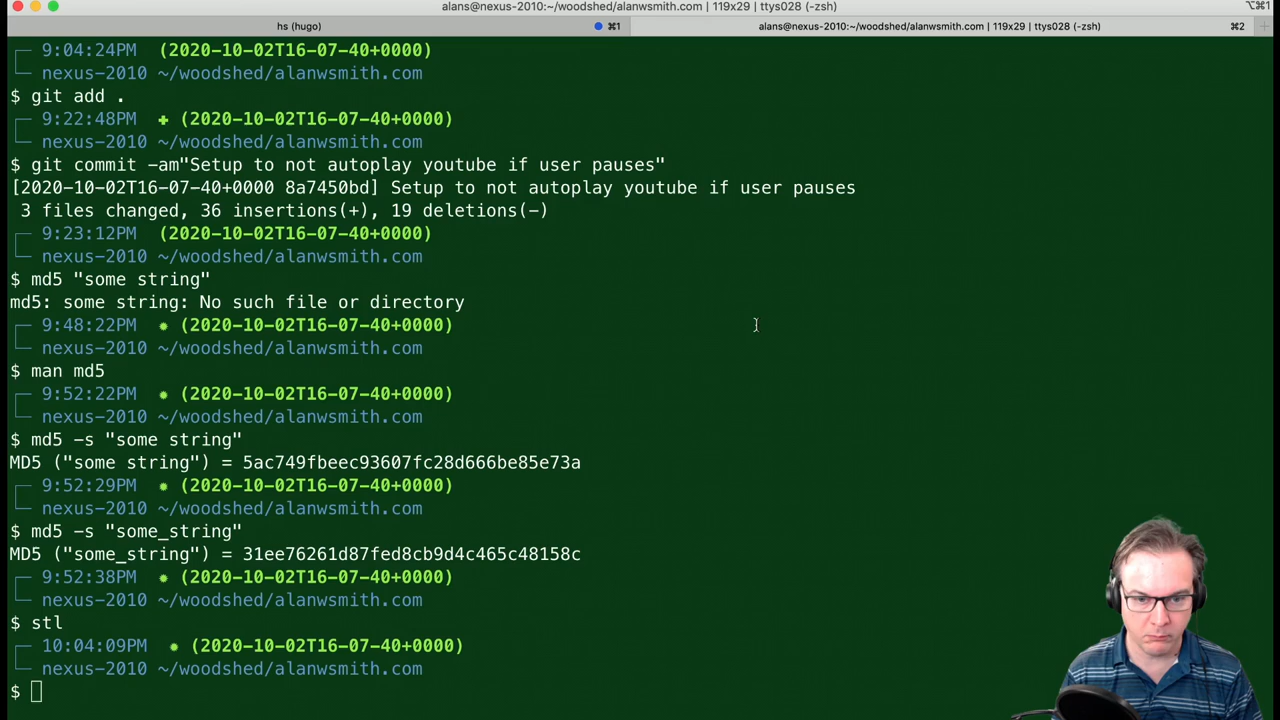 alans@nexus-2010:~/woodshed/alanwsmith.com | 119x29 | ttys028 (-zsh)
⌥⌘1
hs (hugo)
⌘1
alans@nexus-2010:~/woodshed/alanwsmith.com | 119x29 | ttys028 (-zsh)
⌘2
9:04:24PM (2020-10-02T16-07-40+0000)
nexus-2010 ~/woodshed/alanwsmith.com
$ git add .
9:22:48PM ✚ (2020-10-02T16-07-40+0000)
nexus-2010 ~/woodshed/alanwsmith.com
$ git commit -am"Setup to not autoplay youtube if user pauses"
[2020-10-02T16-07-40+0000 8a7450bd] Setup to not autoplay youtube if user pauses
3 files changed, 36 insertions(+), 19 deletions(-)
9:23:12PM (2020-10-02T16-07-40+0000)
nexus-2010 ~/woodshed/alanwsmith.com
$ md5 "some string"
md5: some string: No such file or directory
9:48:22PM ✹ (2020-10-02T16-07-40+0000)
nexus-2010 ~/woodshed/alanwsmith.com
$ man md5
9:52:22PM ✹ (2020-10-02T16-07-40+0000)
nexus-2010 ~/woodshed/alanwsmith.com
$ md5 -s "some string"
MD5 ("some string") = 5ac749fbeec93607fc28d666be85e73a
9:52:29PM ✹ (2020-10-02T16-07-40+0000)
nexus-2010 ~/woodshed/alanwsmith.com
$ md5 -s "some_string"
MD5 ("some_string") = 31ee76261d87fed8cb9d4c465c48158c
9:52:38PM ✹ (2020-10-02T16-07-40+0000)
nexus-2010 ~/woodshed/alanwsmith.com
$ stl
10:04:09PM ✹ (2020-10-02T16-07-40+0000)
nexus-2010 ~/woodshed/alanwsmith.com
$